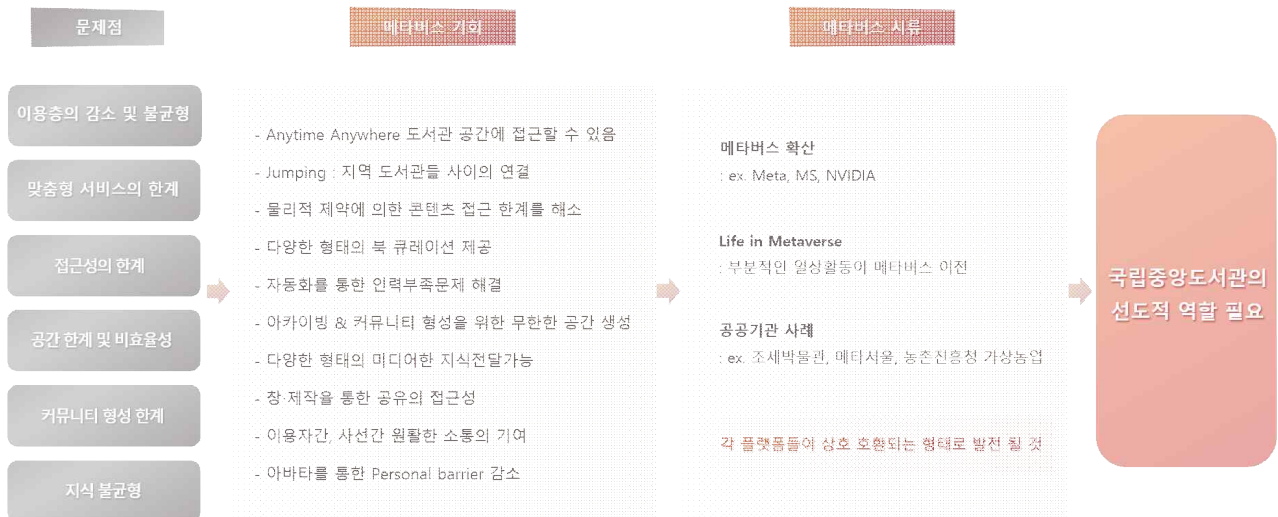 문제점
이용층의 감소 및 불균형
맞춤형 서비스의 한계
접근성의 한계
공간 한계 및 비효율성
커뮤니티 형성 한계
지식 불균형
메타버스 기회
- Anytime Anywhere 도서관 공간에 접근할 수 있음
- Jumping : 지역 도서관들 사이의 연결
- 물리적 제약에 의한 콘텐츠 접근 한계를 해소
- 다양한 형태의 북 큐레이션 제공
- 자동화를 통한 인력부족문제 해결
- 아카이빙 & 커뮤니티 형성을 위한 무한한 공간 생성
- 다양한 형태의 미디어한 지식전달가능
- 창·제작을 통한 공유의 접근성
- 이용자간, 사선간 원활한 소통의 기여
- 아바타를 통한 Personal barrier 감소
메타버스 시류
메타버스 확산
: ex. Meta, MS, NVIDIA
Life in Metaverse
: 부분적인 일상활동이 메타버스 이전
공공기관 사례
: ex. 조세박물관, 메타서울, 농촌진흥청 가상농업
각 플랫폼들이 상호 호환되는 형태로 발전 될 것
국립중앙도서관의
선도적 역할 필요